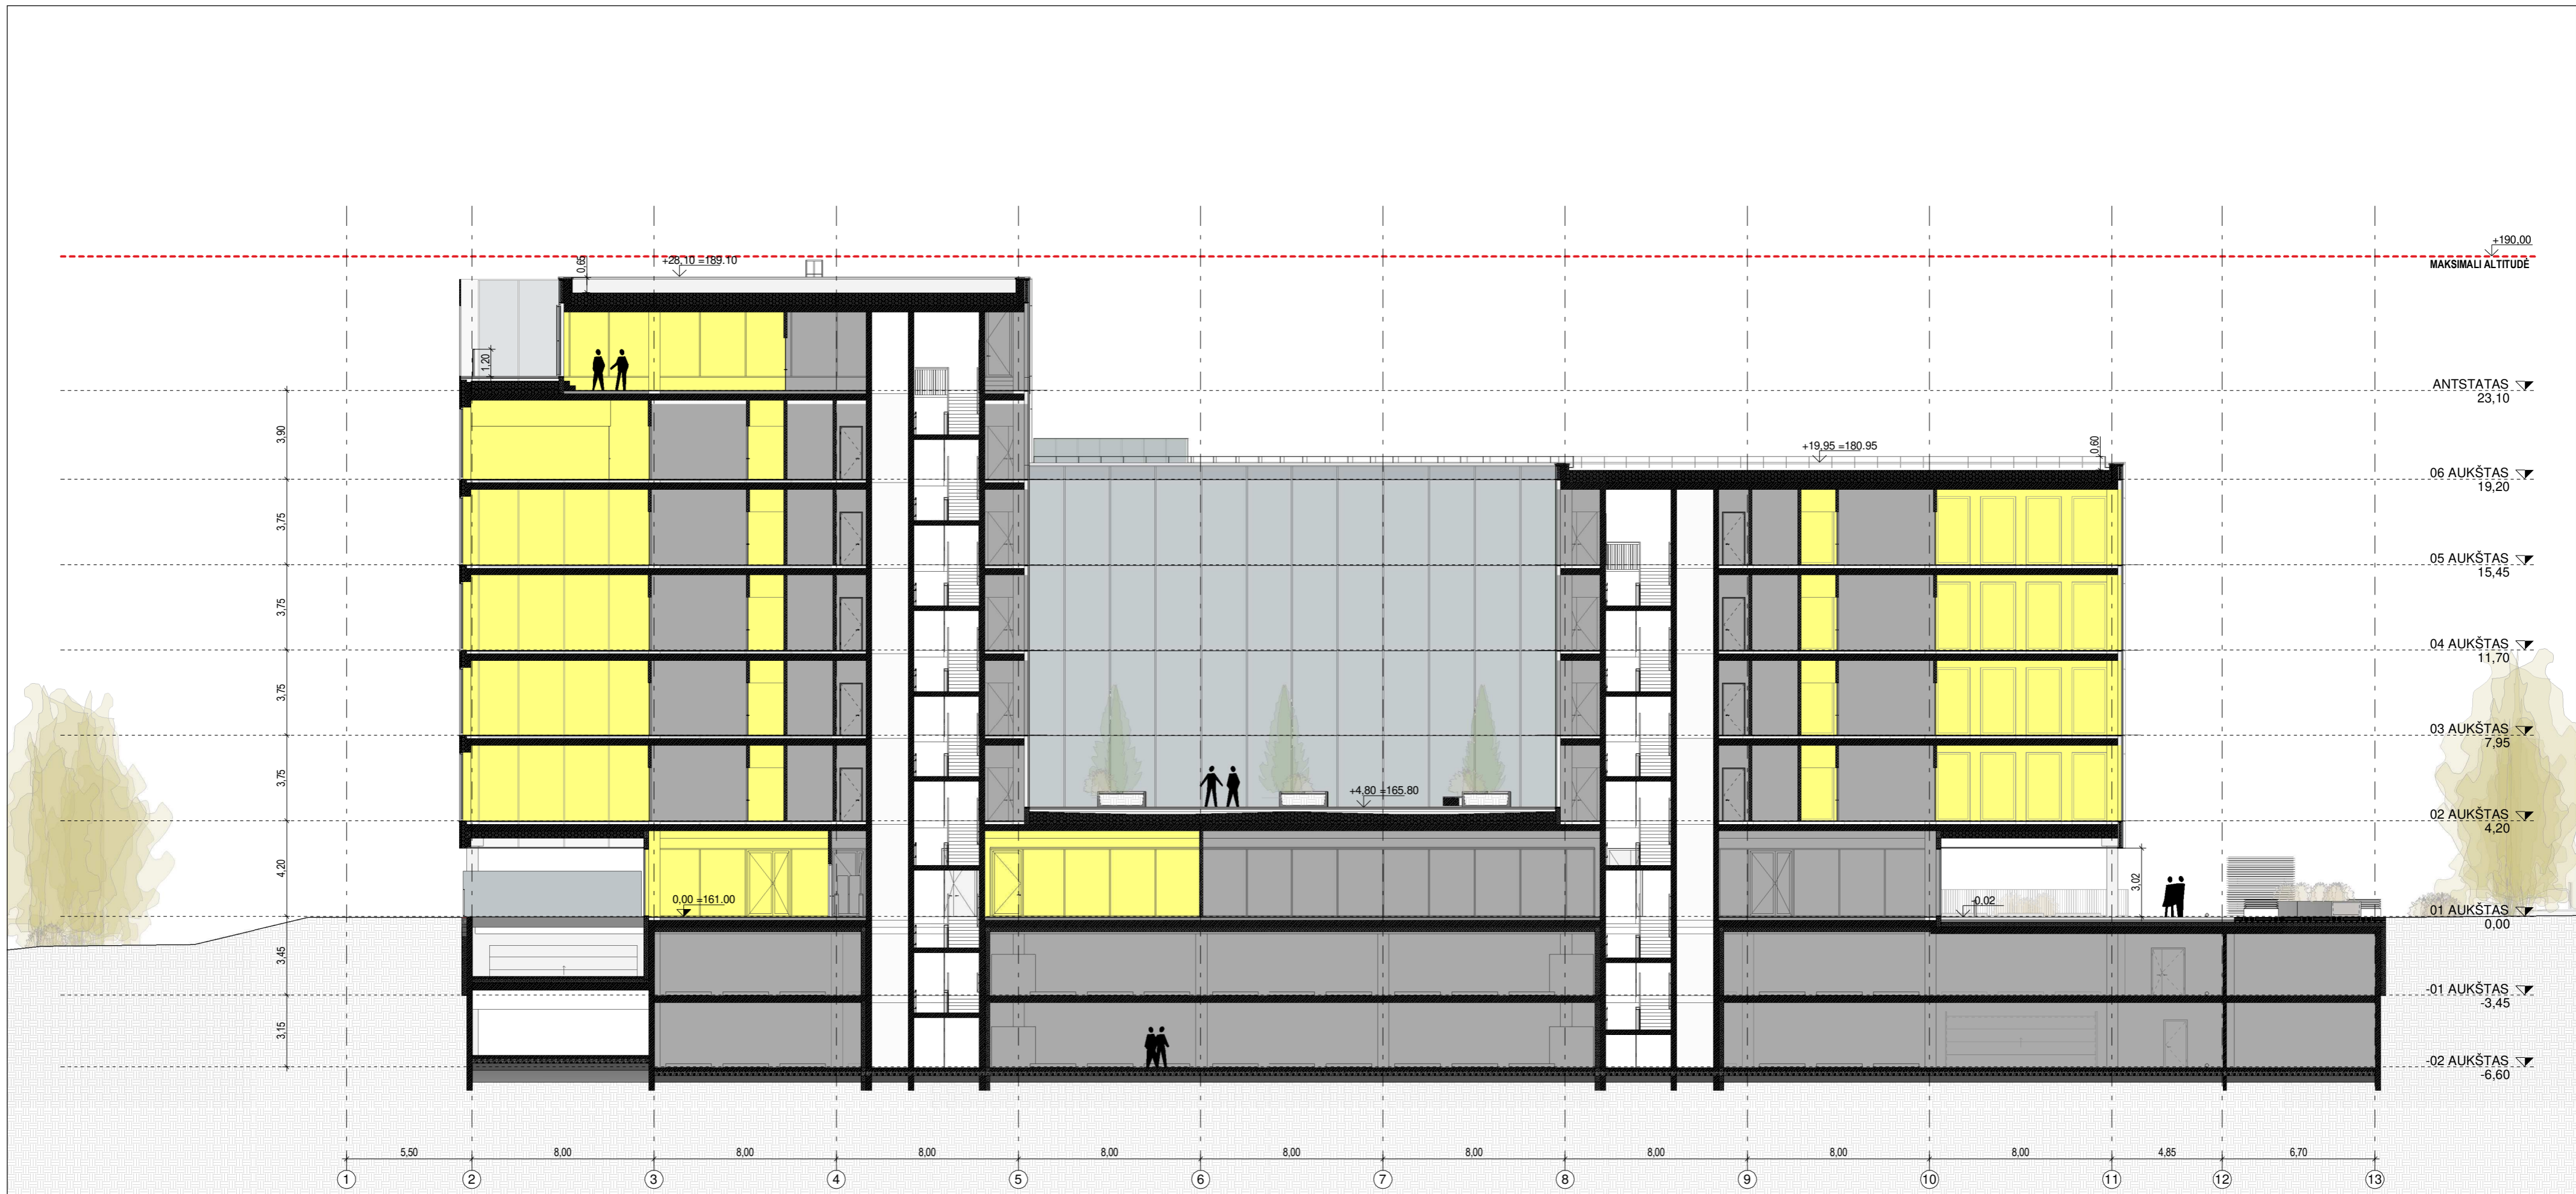 +190.00
MAKSIMALI ALTITUDĖ
0,65
+28,10 =189.10
1,20
ANTSTATAS
23,10
3,90
+19,95 =180.95
0,60
06 AUKŠTAS
19,20
3,75
05 AUKŠTAS
15,45
3,75
04 AUKŠTAS
11,70
3,75
03 AUKŠTAS
7,95
3,75
+4,80 =165.80
02 AUKŠTAS
4,20
4,20
3,02
0,00 =161.00
-0,02
01 AUKŠTAS
0,00
3,45
-01 AUKŠTAS
-3,45
3,15
-02 AUKŠTAS
-6,60
5,50 8,00 8,00 8,00 8,00 8,00 8,00 8,00 8,00 8,00 4,85 6,70
1 2 3 4 5 6 7 8 9 10 11 12 13